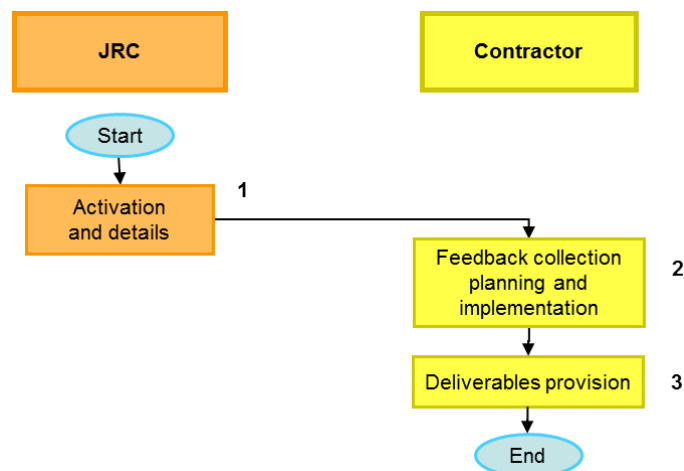 JRC
Contractor
Start
1
Activation
and details
Feedback collection
planning and
implementation
2
Deliverables provision
3
End